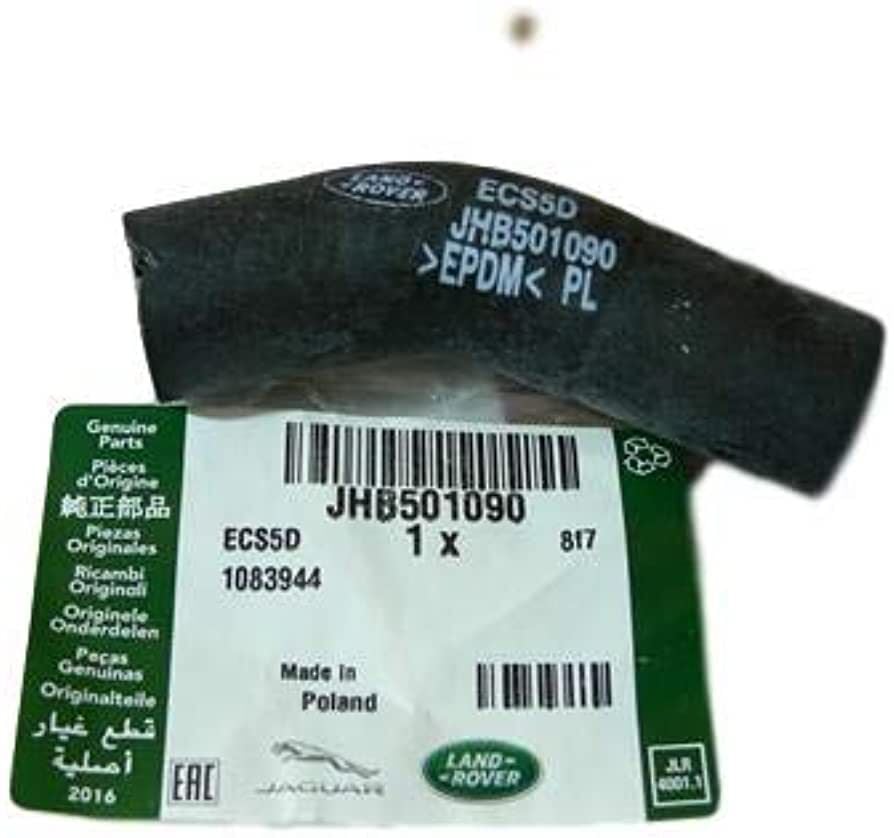 LAND-
-ROVER
ECS5D
JHB501090
>EPDM< PL
Genuine
Parts
Pièces
d'Origine
純正部品
Piezas
Originales
Ricambi
Originali
Originele
Onderdelen
Peças
Genuinas
Originalteile
قطع غيار
أصلية
2016
JHB501090
ECS5D
1 x
817
1083944
Made in
Poland
EAC
JAGUAR
LAND-
-ROVER
JLR
4001.1